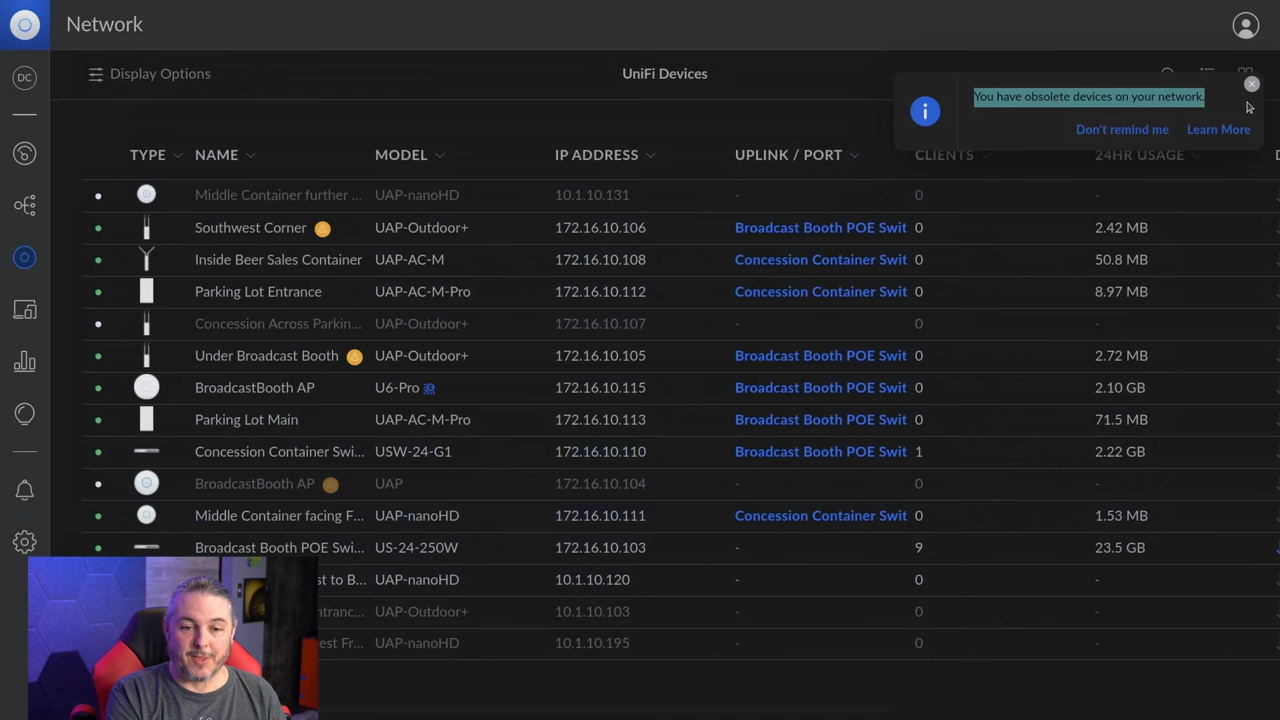 Network
DC
Display Options
UniFi Devices
You have obsolete devices on your network.
Don't remind me Learn More
TYPE NAME MODEL IP ADDRESS UPLINK / PORT CLIENTS 24HR USAGE
Middle Container further ... UAP-nanoHD 10.1.10.131 - 0 -
Southwest Corner UAP-Outdoor+ 172.16.10.106 Broadcast Booth POE Swit 0 2.42 MB
Inside Beer Sales Container UAP-AC-M 172.16.10.108 Concession Container Swit 0 50.8 MB
Parking Lot Entrance UAP-AC-M-Pro 172.16.10.112 Concession Container Swit 0 8.97 MB
Concession Across Parkin... UAP-Outdoor+ 172.16.10.107 - 0 -
Under Broadcast Booth UAP-Outdoor+ 172.16.10.105 Broadcast Booth POE Swit 0 2.72 MB
BroadcastBooth AP U6-Pro 172.16.10.115 Broadcast Booth POE Swit 0 2.10 GB
Parking Lot Main UAP-AC-M-Pro 172.16.10.113 Broadcast Booth POE Swit 0 71.5 MB
Concession Container Swi... USW-24-G1 172.16.10.110 Broadcast Booth POE Swit 1 2.22 GB
BroadcastBooth AP UAP 172.16.10.104 - 0 -
Middle Container facing F... UAP-nanoHD 172.16.10.111 Concession Container Swit 0 1.53 MB
Broadcast Booth POE Swi... US-24-250W 172.16.10.103 - 9 23.5 GB
st to B... UAP-nanoHD 10.1.10.120 - 0 -
ntranc... UAP-Outdoor+ 10.1.10.103 - 0 -
est Fr... UAP-nanoHD 10.1.10.195 - 0 -